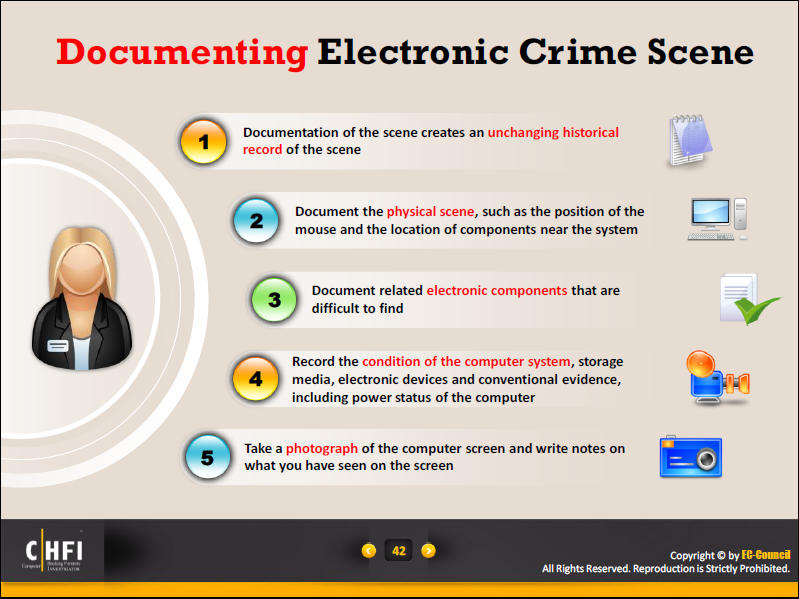 Documenting Electronic Crime Scene
1
Documentation of the scene creates an unchanging historical
record of the scene
2
Document the physical scene, such as the position of the
mouse and the location of components near the system
3
Document related electronic components that are
difficult to find
4
Record the condition of the computer system, storage
media, electronic devices and conventional evidence,
including power status of the computer
5
Take a photograph of the computer screen and write notes on
what you have seen on the screen
CHFI
Computer Hacking Forensic
INVESTIGATOR
42
Copyright © by EC-Council
All Rights Reserved. Reproduction is Strictly Prohibited.